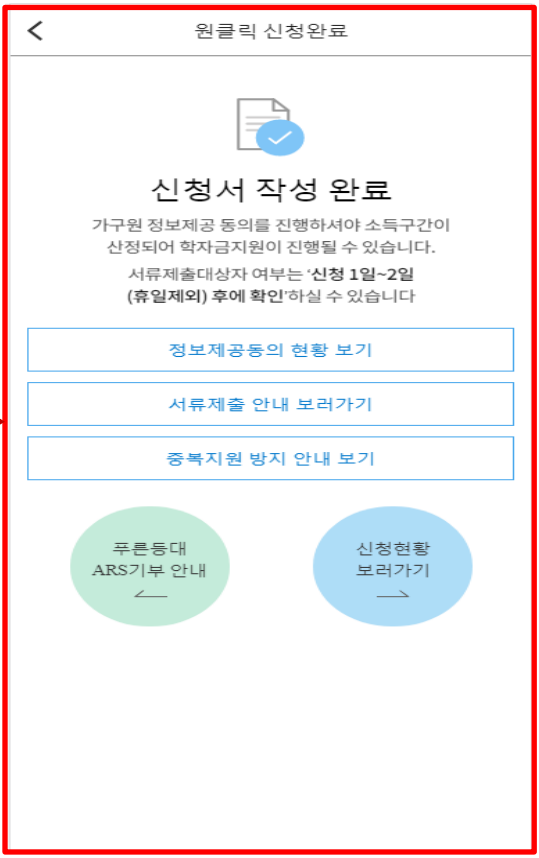 원클릭 신청완료
신청서 작성 완료
가구원 정보제공 동의를 진행하셔야 소득구간이
산정되어 학자금지원이 진행될 수 있습니다.
서류제출대상자 여부는 '신청 1일~2일
(휴일제외) 후에 확인'하실 수 있습니다
정보제공동의 현황 보기
서류제출 안내 보러가기
중복지원 방지 안내 보기
푸른등대
ARS기부 안내
신청현황
보러가기